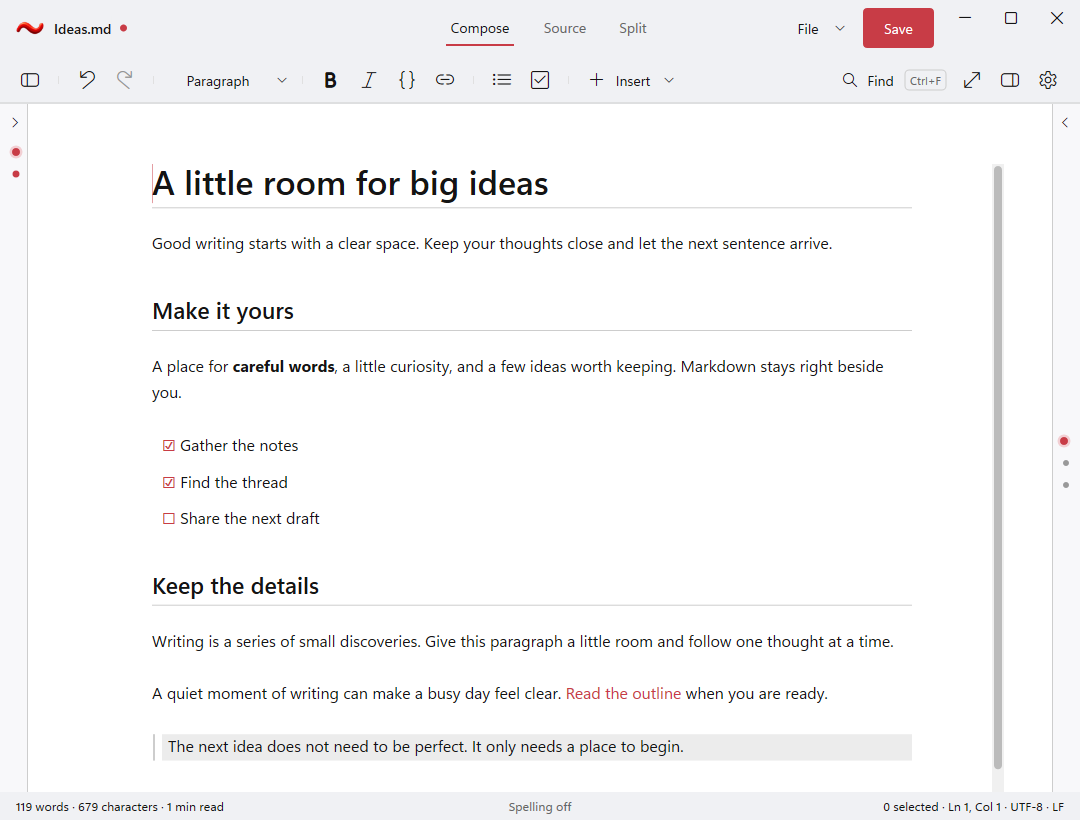 Ideas.md
Compose Source Split
File
Save
Paragraph
B I {}
Insert
Find Ctrl+F
A little room for big ideas
Good writing starts with a clear space. Keep your thoughts close and let the next sentence arrive.
Make it yours
A place for careful words, a little curiosity, and a few ideas worth keeping. Markdown stays right beside
you.
Gather the notes
Find the thread
Share the next draft
Keep the details
Writing is a series of small discoveries. Give this paragraph a little room and follow one thought at a time.
A quiet moment of writing can make a busy day feel clear. Read the outline when you are ready.
The next idea does not need to be perfect. It only needs a place to begin.
119 words · 679 characters · 1 min read
Spelling off
0 selected · Ln 1, Col 1 · UTF-8 · LF